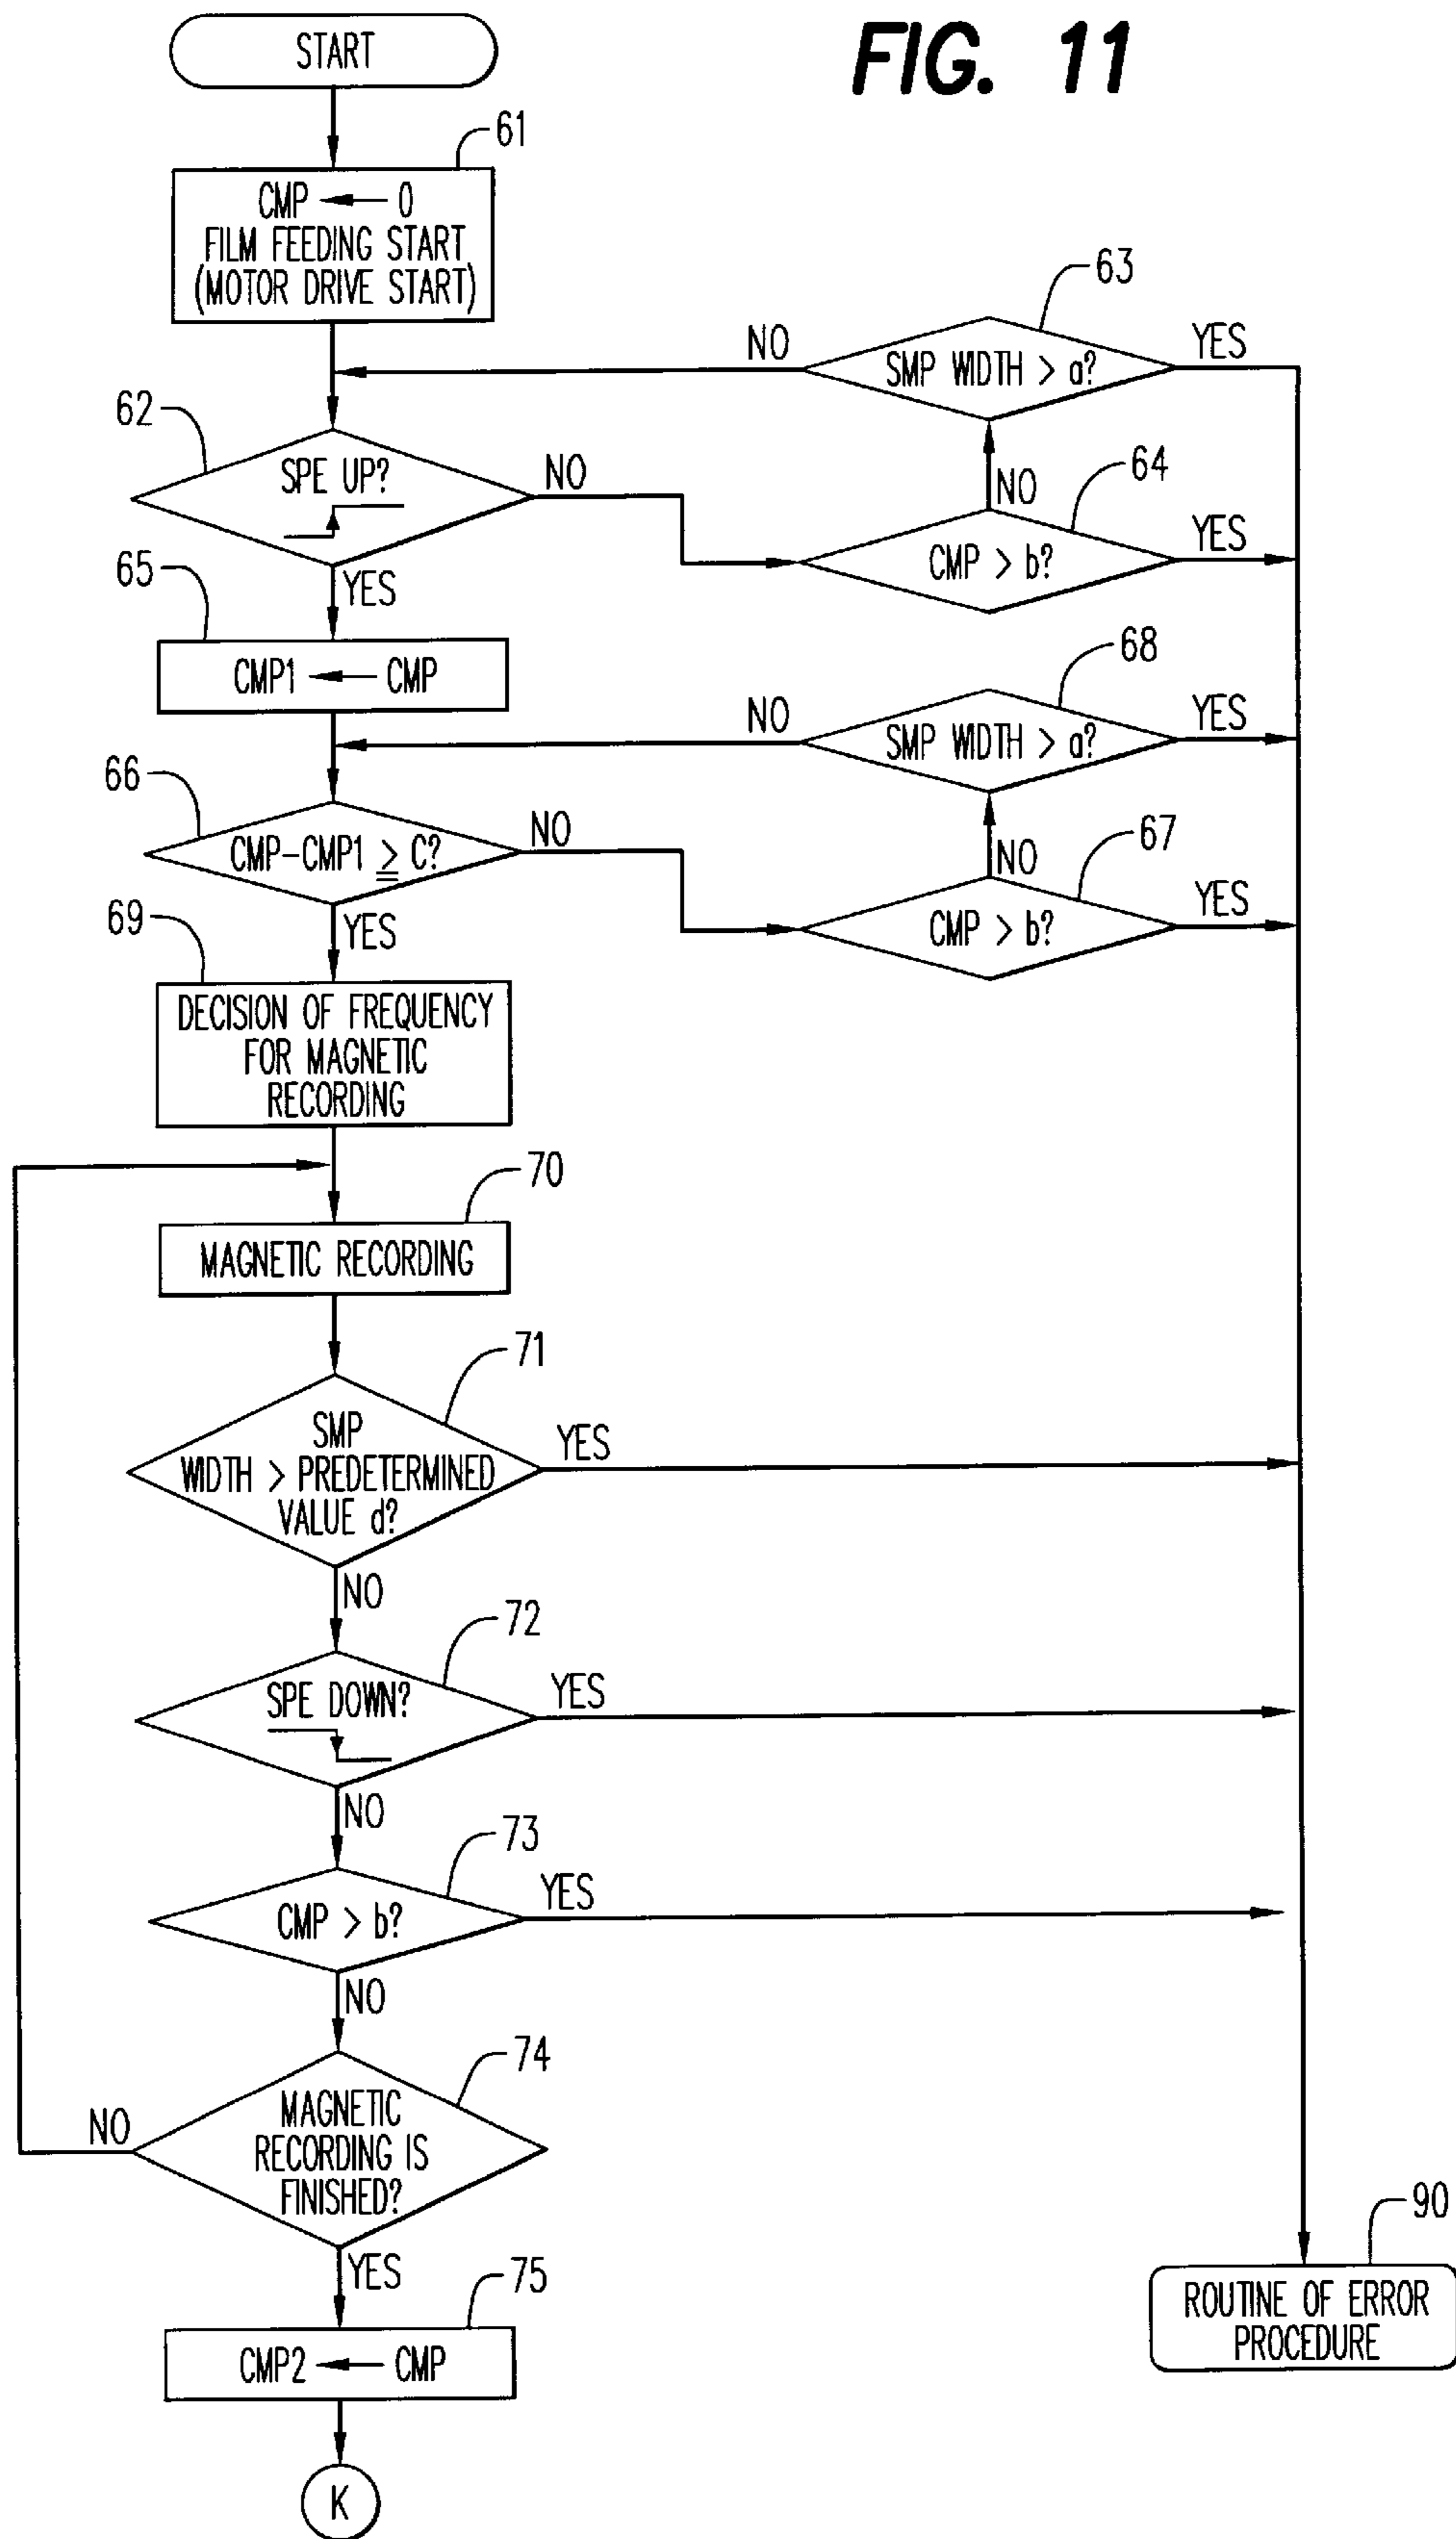 FIG. 11
START
61
CMP ← 0
FILM FEEDING START
(MOTOR DRIVE START)
63
NO
SMP WIDTH > a?
YES
62
SPE UP?
NO
NO
64
CMP > b?
YES
YES
65
CMP1 ← CMP
68
NO
SMP WIDTH > a?
YES
66
CMP-CMP1 ≧ C?
NO
NO
67
CMP > b?
YES
YES
69
DECISION OF FREQUENCY
FOR MAGNETIC
RECORDING
70
MAGNETIC RECORDING
71
SMP
WIDTH > PREDETERMINED
VALUE d?
YES
NO
72
SPE DOWN?
YES
NO
73
CMP > b?
YES
NO
74
MAGNETIC
RECORDING IS
FINISHED?
NO
YES
75
CMP2 ← CMP
K
90
ROUTINE OF ERROR
PROCEDURE